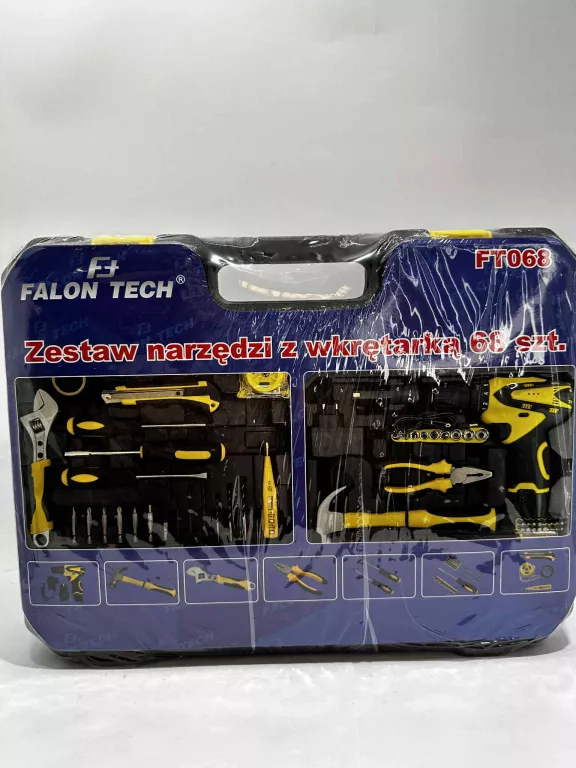 FT068
FALON TECH®
Zestaw narzędzi z wkrętarką 68 szt.